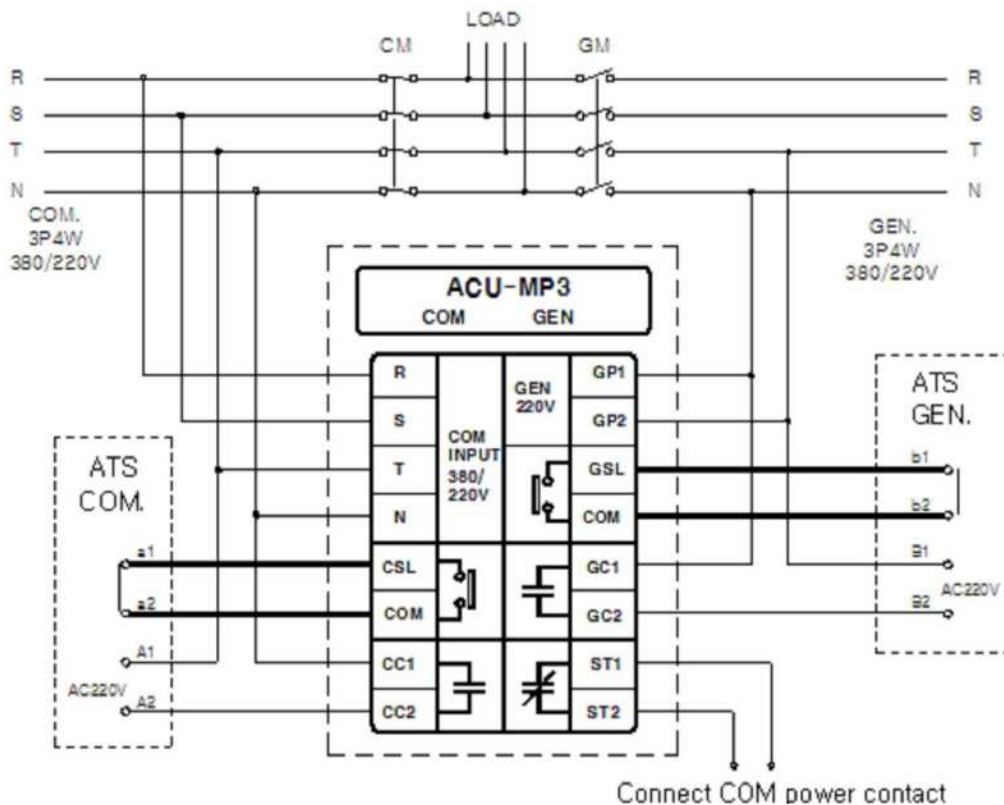 LOAD
CM GM
R R
S S
T T
N N
COM.
3P4W
380/220V
GEN.
3P4W
380/220V
ACU-MP3
COM GEN
R
S
T
N
CSL
COM
CC1
CC2
COM
INPUT
380/
220V
GEN
220V
GP1
GP2
GSL
COM
GC1
GC2
ST1
ST2
ATS
COM.
a1
a2
A1
AC220V
A2
ATS
GEN.
b1
b2
B1
AC220V
B2
Connect COM power contact